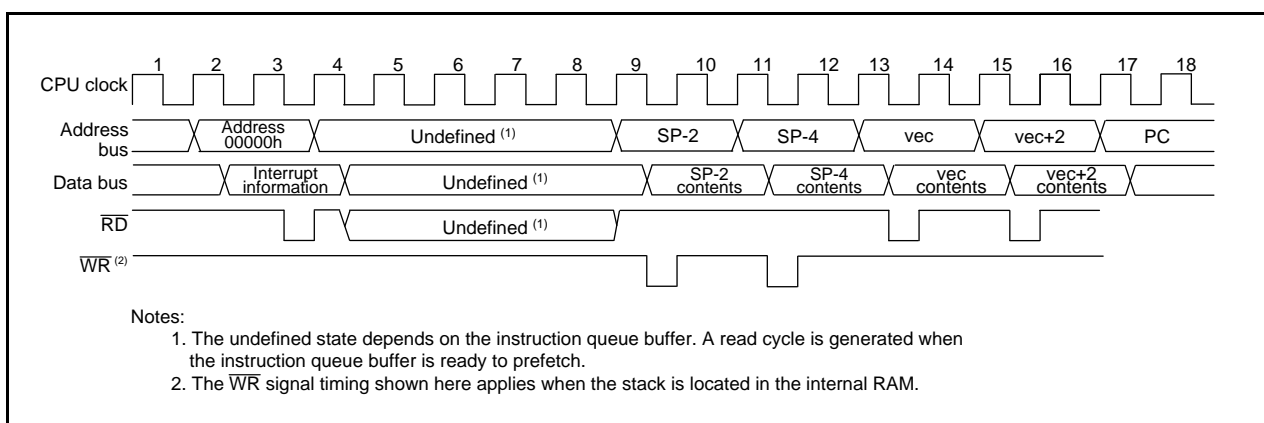 1 2 3 4 5 6 7 8 9 10 11 12 13 14 15 16 17 18
CPU clock
Address bus
Address 00000h
Undefined (1)
SP-2
SP-4
vec
vec+2
PC
Data bus
Interrupt information
Undefined (1)
SP-2 contents
SP-4 contents
vec contents
vec+2 contents
RD
Undefined (1)
WR (2)
Notes:
1. The undefined state depends on the instruction queue buffer. A read cycle is generated when
the instruction queue buffer is ready to prefetch.
2. The WR signal timing shown here applies when the stack is located in the internal RAM.